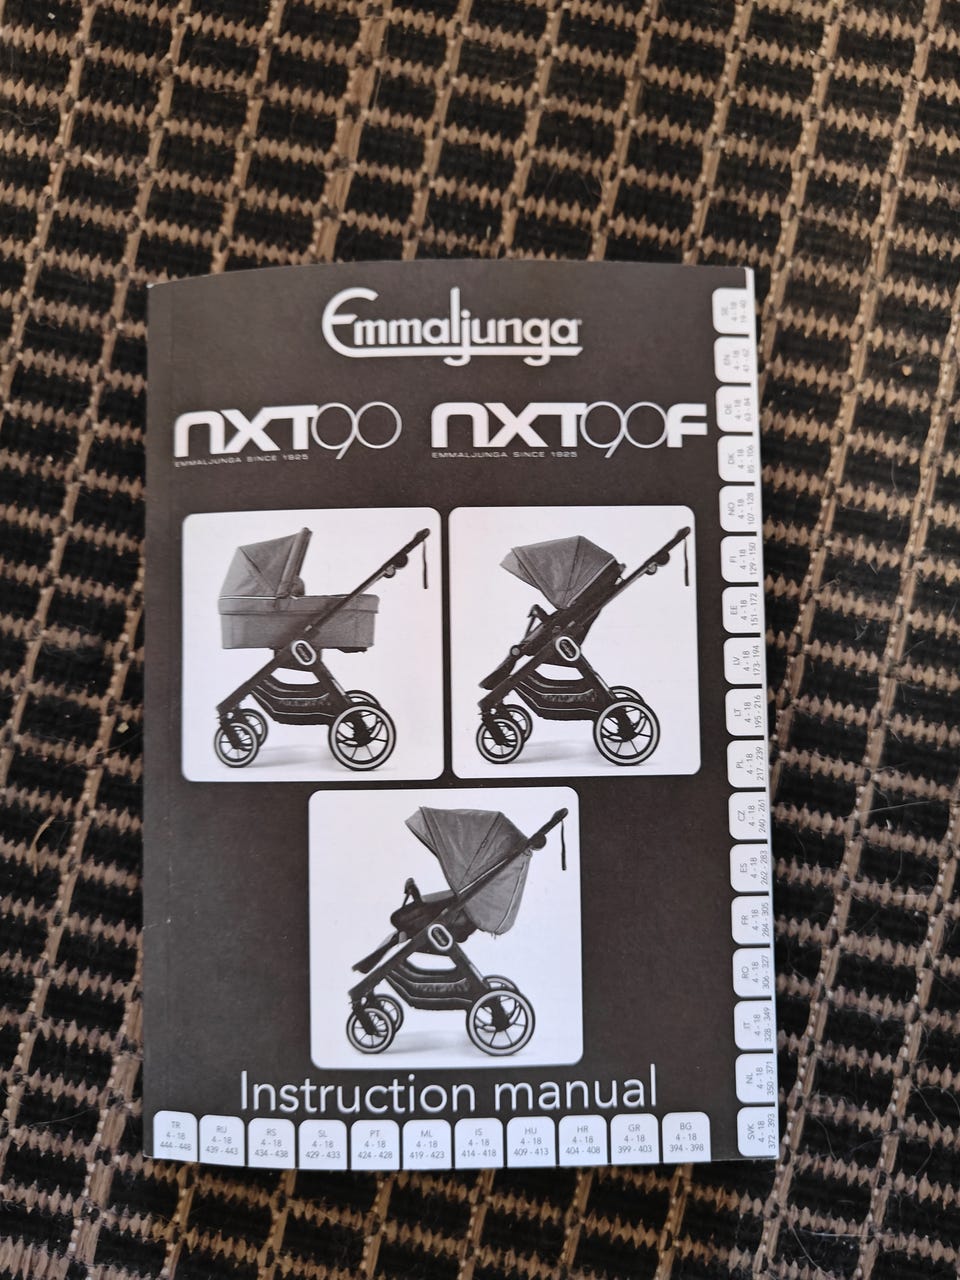 Emmaljunga
NXT90 NXT90F
EMMALJUNGA SINCE 1925 EMMALJUNGA SINCE 1925
Instruction manual
SE
4 - 18
19 - 40
EN
4 - 18
41 - 62
DE
4 - 18
63 - 84
DK
4 - 18
85 - 106
NO
4 - 18
107 - 128
FI
4 - 18
129 - 150
EE
4 - 18
151 - 172
LV
4 - 18
173 - 194
LT
4 - 18
195 - 216
PL
4 - 18
217 - 239
CZ
4 - 18
240 - 261
ES
4 - 18
262 - 283
FR
4 - 18
284 - 305
RO
4 - 18
306 - 327
IT
4 - 18
328 - 349
NL
4 - 18
350 - 371
SVK
4 - 18
372 - 393
TR RU RS SL PT ML IS HU HR GR BG
4 - 18 4 - 18 4 - 18 4 - 18 4 - 18 4 - 18 4 - 18 4 - 18 4 - 18 4 - 18 4 - 18
444 - 448 439 - 443 434 - 438 429 - 433 424 - 428 419 - 423 414 - 418 409 - 413 404 - 408 399 - 403 394 - 398